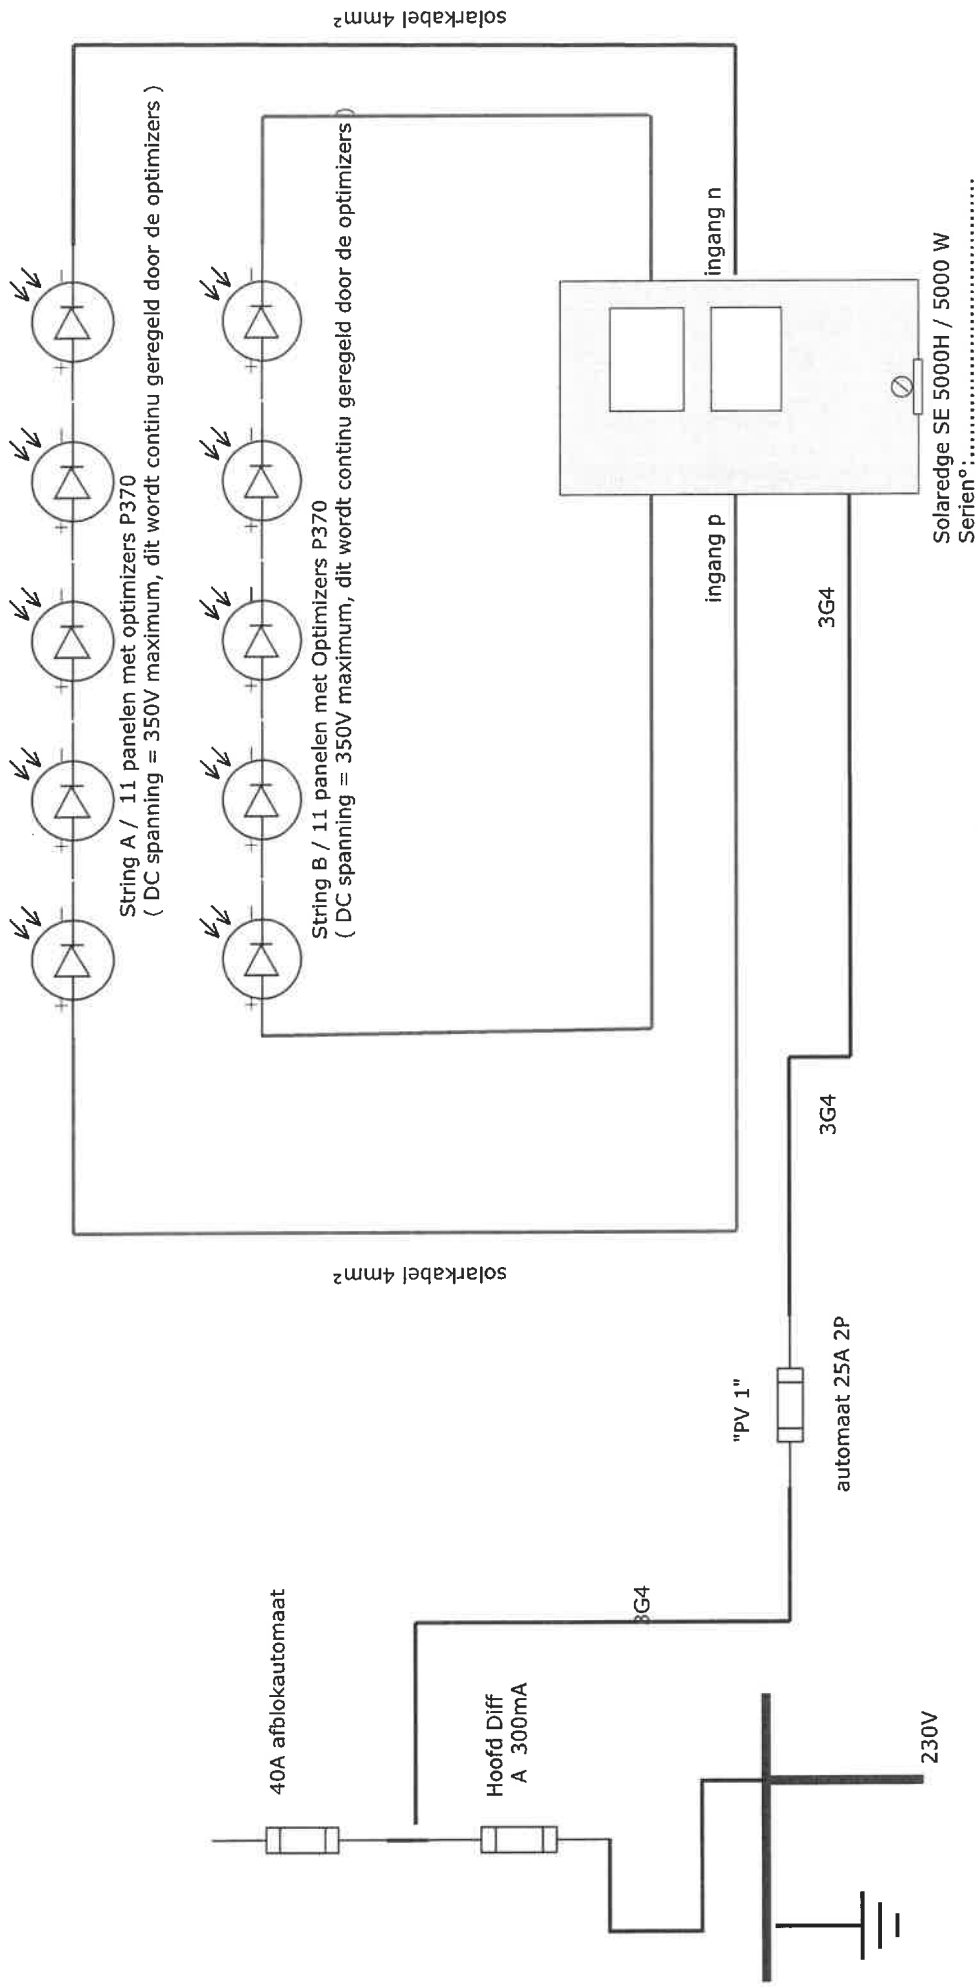 solarkabel 4mm²
String A / 11 panelen met optimizers P370
( DC spanning = 350V maximum, dit wordt continu geregeld door de optimizers )
String B / 11 panelen met Optimizers P370
( DC spanning = 350V maximum, dit wordt continu geregeld door de optimizers )
solarkabel 4mm²
ingang p
ingang n
3G4
Solaredge SE 5000H / 5000 W
Serien°:.......................................
3G4
"PV 1"
automaat 25A 2P
3G4
40A afblokautomaat
Hoofd Diff
A 300mA
230V